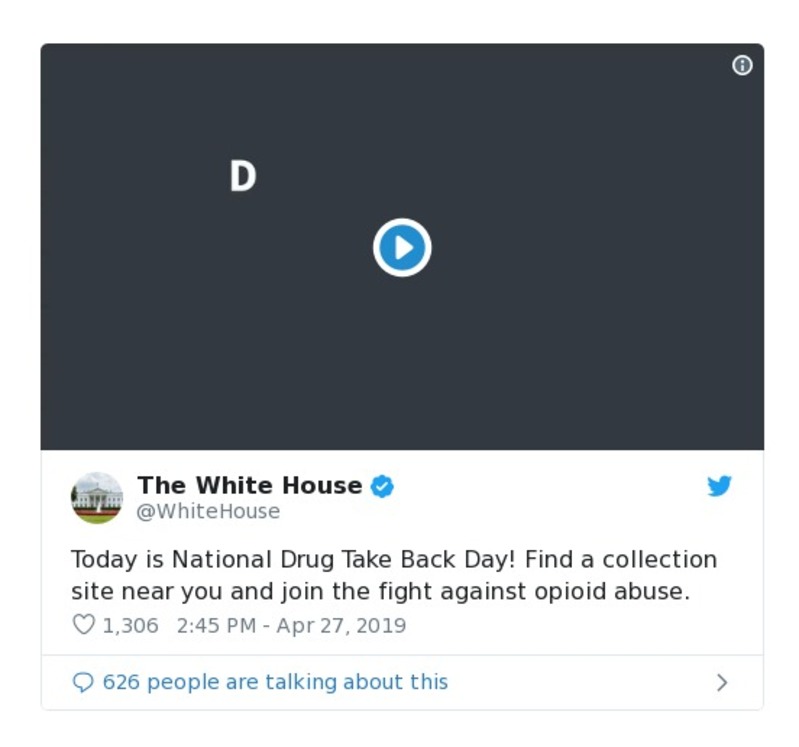 D
The White House
@WhiteHouse
Today is National Drug Take Back Day! Find a collection
site near you and join the fight against opioid abuse.
1,306 2:45 PM - Apr 27, 2019
626 people are talking about this